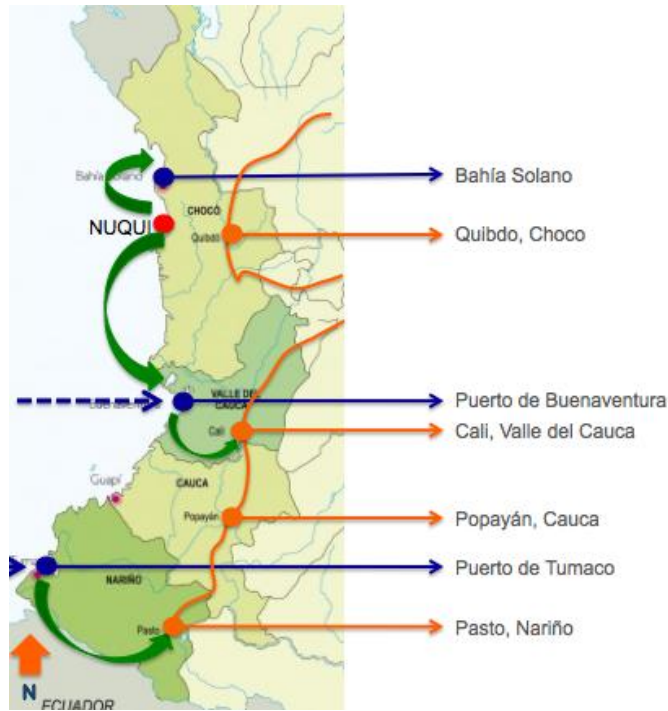 Bahía Solano
Bahía Solano
CHOCÓ
NUQUI
Quibdó
Quibdo, Choco
VALLE DEL
CAUCA
Puerto de Buenaventura
Cali
Cali, Valle del Cauca
Guapí
CAUCA
Popayán
Popayán, Cauca
Puerto de Tumaco
NARIÑO
Pasto
Pasto, Nariño
N
ECUADOR